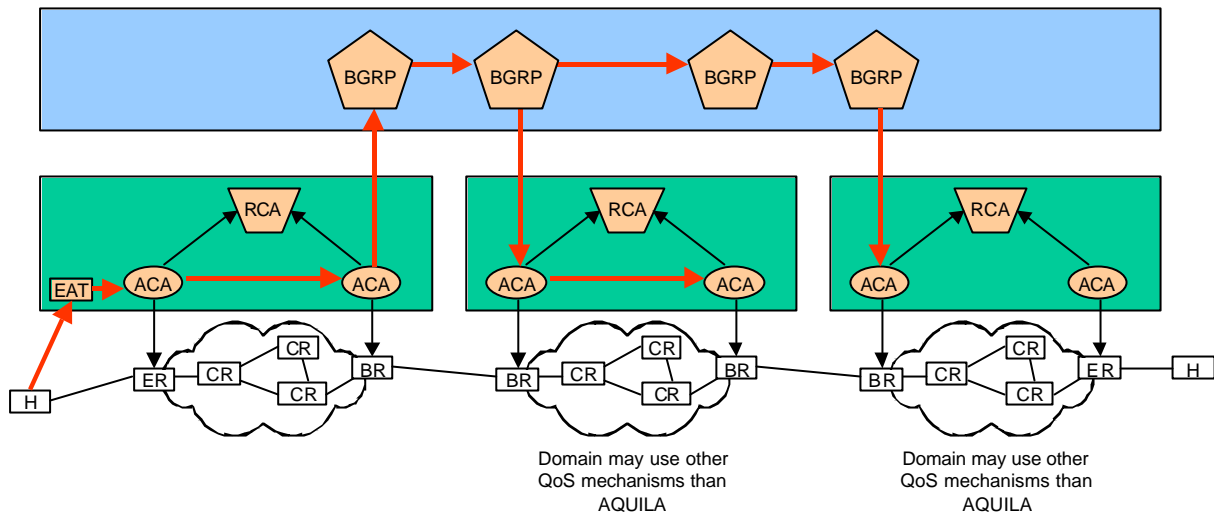 BGRP
BGRP
BGRP
BGRP
RCA
RCA
RCA
EAT
ACA
ACA
ACA
ACA
ACA
ACA
H
ER
CR
CR
CR
BR
BR
CR
CR
CR
BR
BR
CR
CR
CR
ER
H
Domain may use other
QoS mechanisms than
AQUILA
Domain may use other
QoS mechanisms than
AQUILA